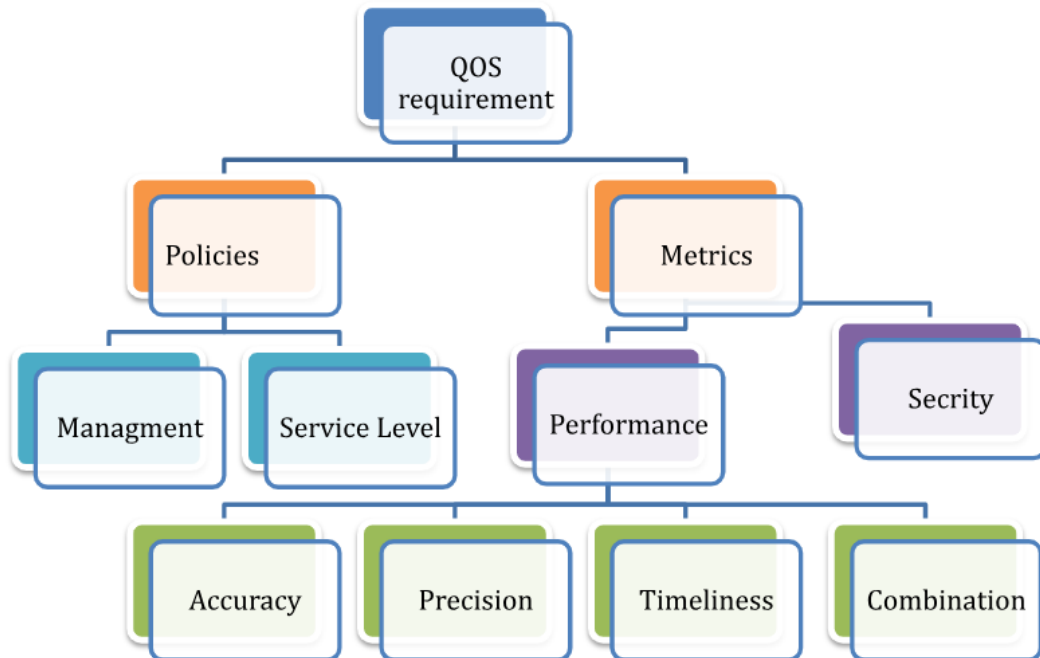 QOS
requirement
Policies
Metrics
Managment
Service Level
Performance
Secrity
Accuracy
Precision
Timeliness
Combination